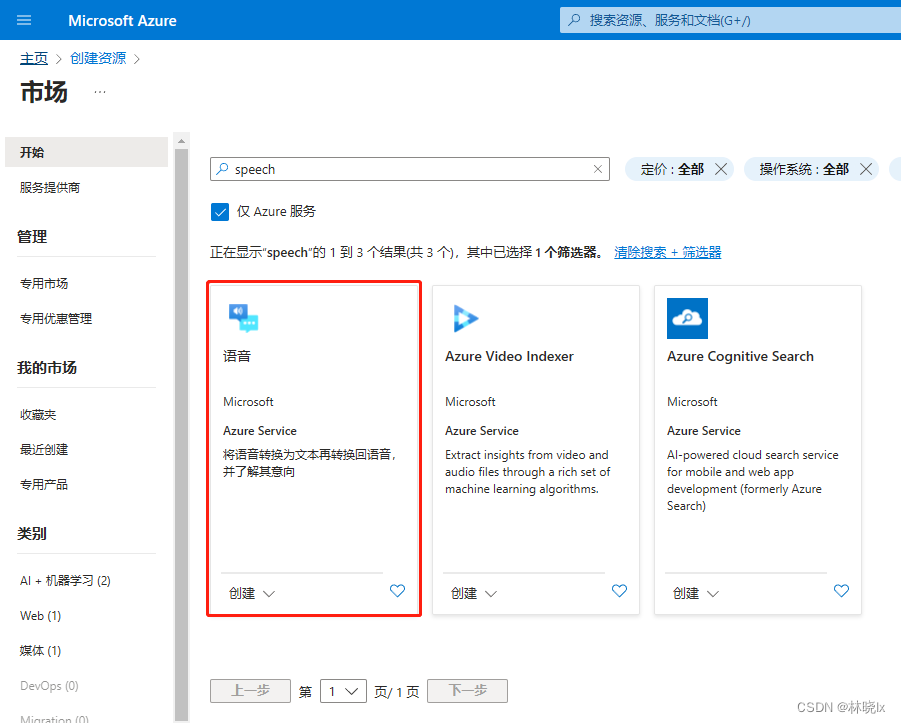 Microsoft Azure
搜索资源、服务和文档(G+/)
主页 > 创建资源 >
市场 ...
开始
服务提供商
管理
专用市场
专用优惠管理
我的市场
收藏夹
最近创建
专用产品
类别
AI + 机器学习 (2)
Web (1)
媒体 (1)
DevOps (0)
Migration (0)
speech
定价 : 全部
操作系统 : 全部
仅 Azure 服务
正在显示“speech”的 1 到 3 个结果(共 3 个)，其中已选择 1 个筛选器。 清除搜索 + 筛选器
语音
Microsoft
Azure Service
将语音转换为文本再转换回语音，
并了解其意向
创建
Azure Video Indexer
Microsoft
Azure Service
Extract insights from video and
audio files through a rich set of
machine learning algorithms.
创建
Azure Cognitive Search
Microsoft
Azure Service
AI-powered cloud search service
for mobile and web app
development (formerly Azure
Search)
创建
上一步 第 1 页/ 1 页 下一步
CSDN @林晓lx